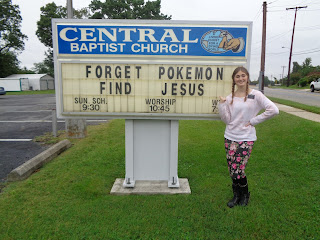 CENTRAL
BAPTIST CHURCH
FORGET POKEMON
FIND JESUS
SUN. SCH. WORSHIP
9:30 10:45